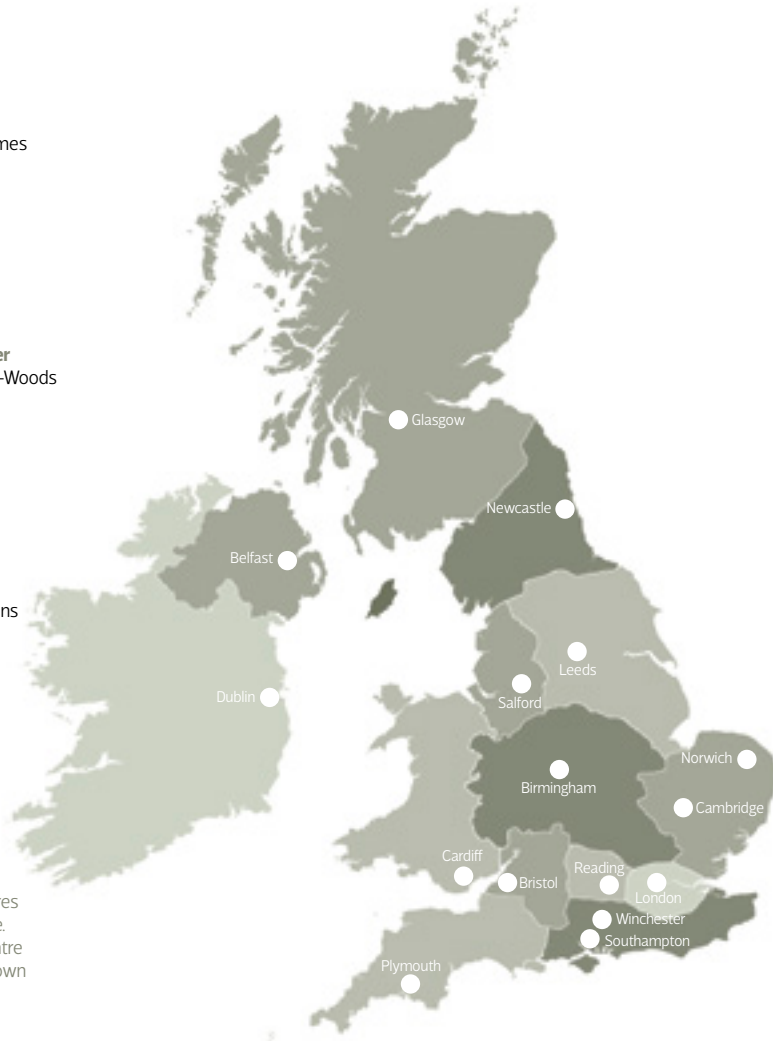 mes
er
-Woods
Glasgow
Newcastle
Belfast
ns
Leeds
Dublin
Salford
Norwich
Birmingham
Cambridge
Cardiff
Reading
Bristol
London
res
e.
Winchester
ntre
Southampton
own
Plymouth